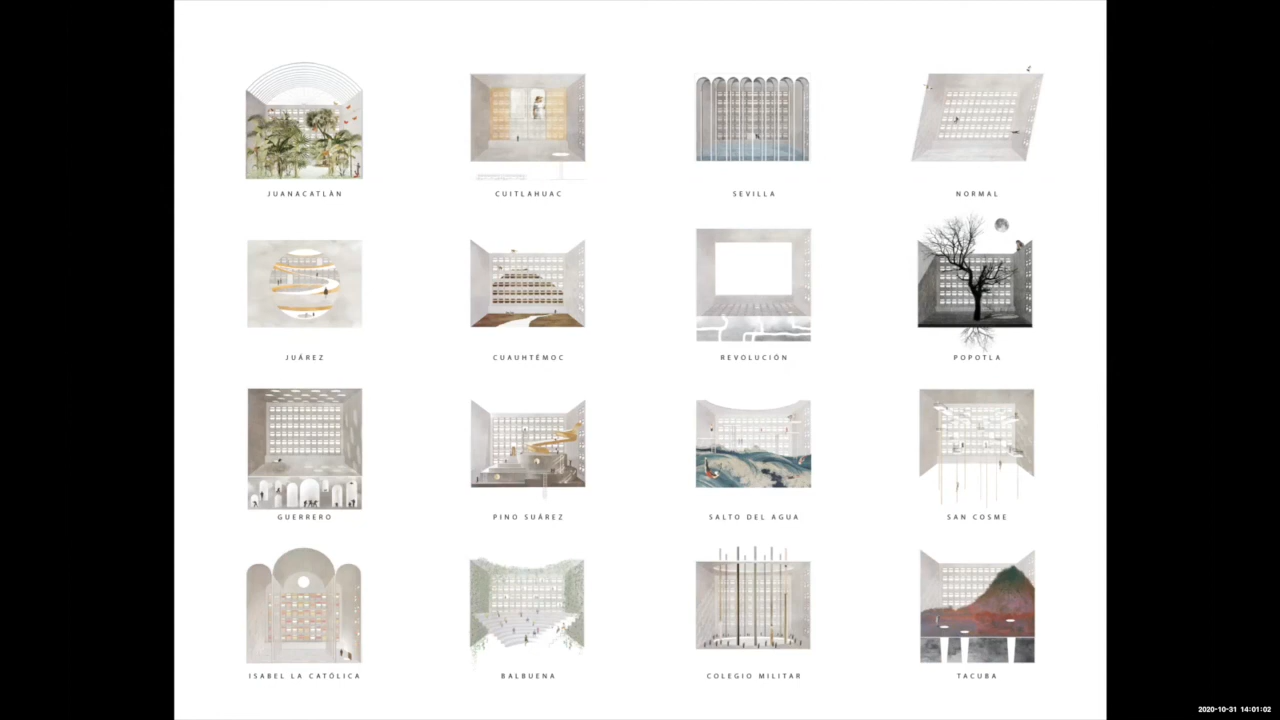 JUANACATLÁN
CUITLAHUAC
SEVILLA
NORMAL
JUÁREZ
CUAUHTÉMOC
REVOLUCIÓN
POPOTLA
GUERRERO
PINO SUÁREZ
SALTO DEL AGUA
SAN COSME
ISABEL LA CATÓLICA
BALBUENA
COLEGIO MILITAR
TACUBA
2020-10-31 14:01:02